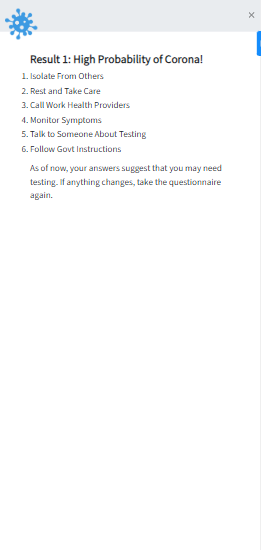 Result 1: High Probability of Corona!
1. Isolate From Others
2. Rest and Take Care
3. Call Work Health Providers
4. Monitor Symptoms
5. Talk to Someone About Testing
6. Follow Govt Instructions
As of now, your answers suggest that you may need
testing. If anything changes, take the questionnaire
again.